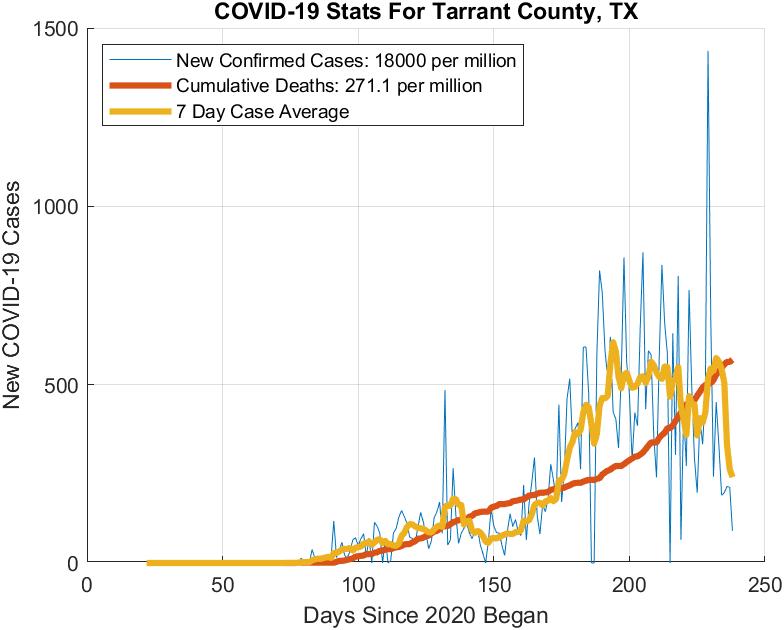 COVID-19 Stats For Tarrant County, TX
New Confirmed Cases: 18000 per million
Cumulative Deaths: 271.1 per million
7 Day Case Average
New COVID-19 Cases
1500
1000
500
0
0 50 100 150 200 250
Days Since 2020 Began